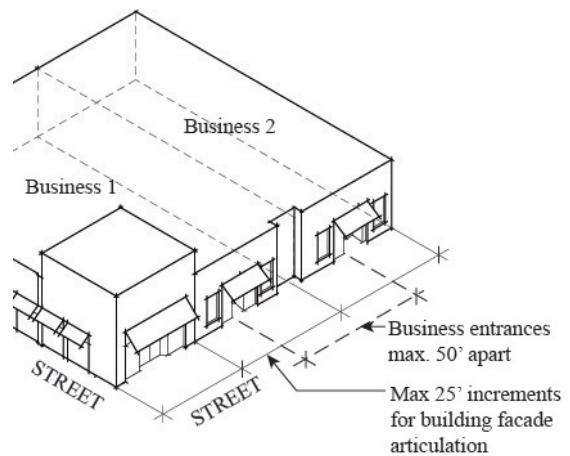 Business 2
Business 1
Business entrances
max. 50' apart
STREET
STREET
Max 25' increments
for building facade
articulation